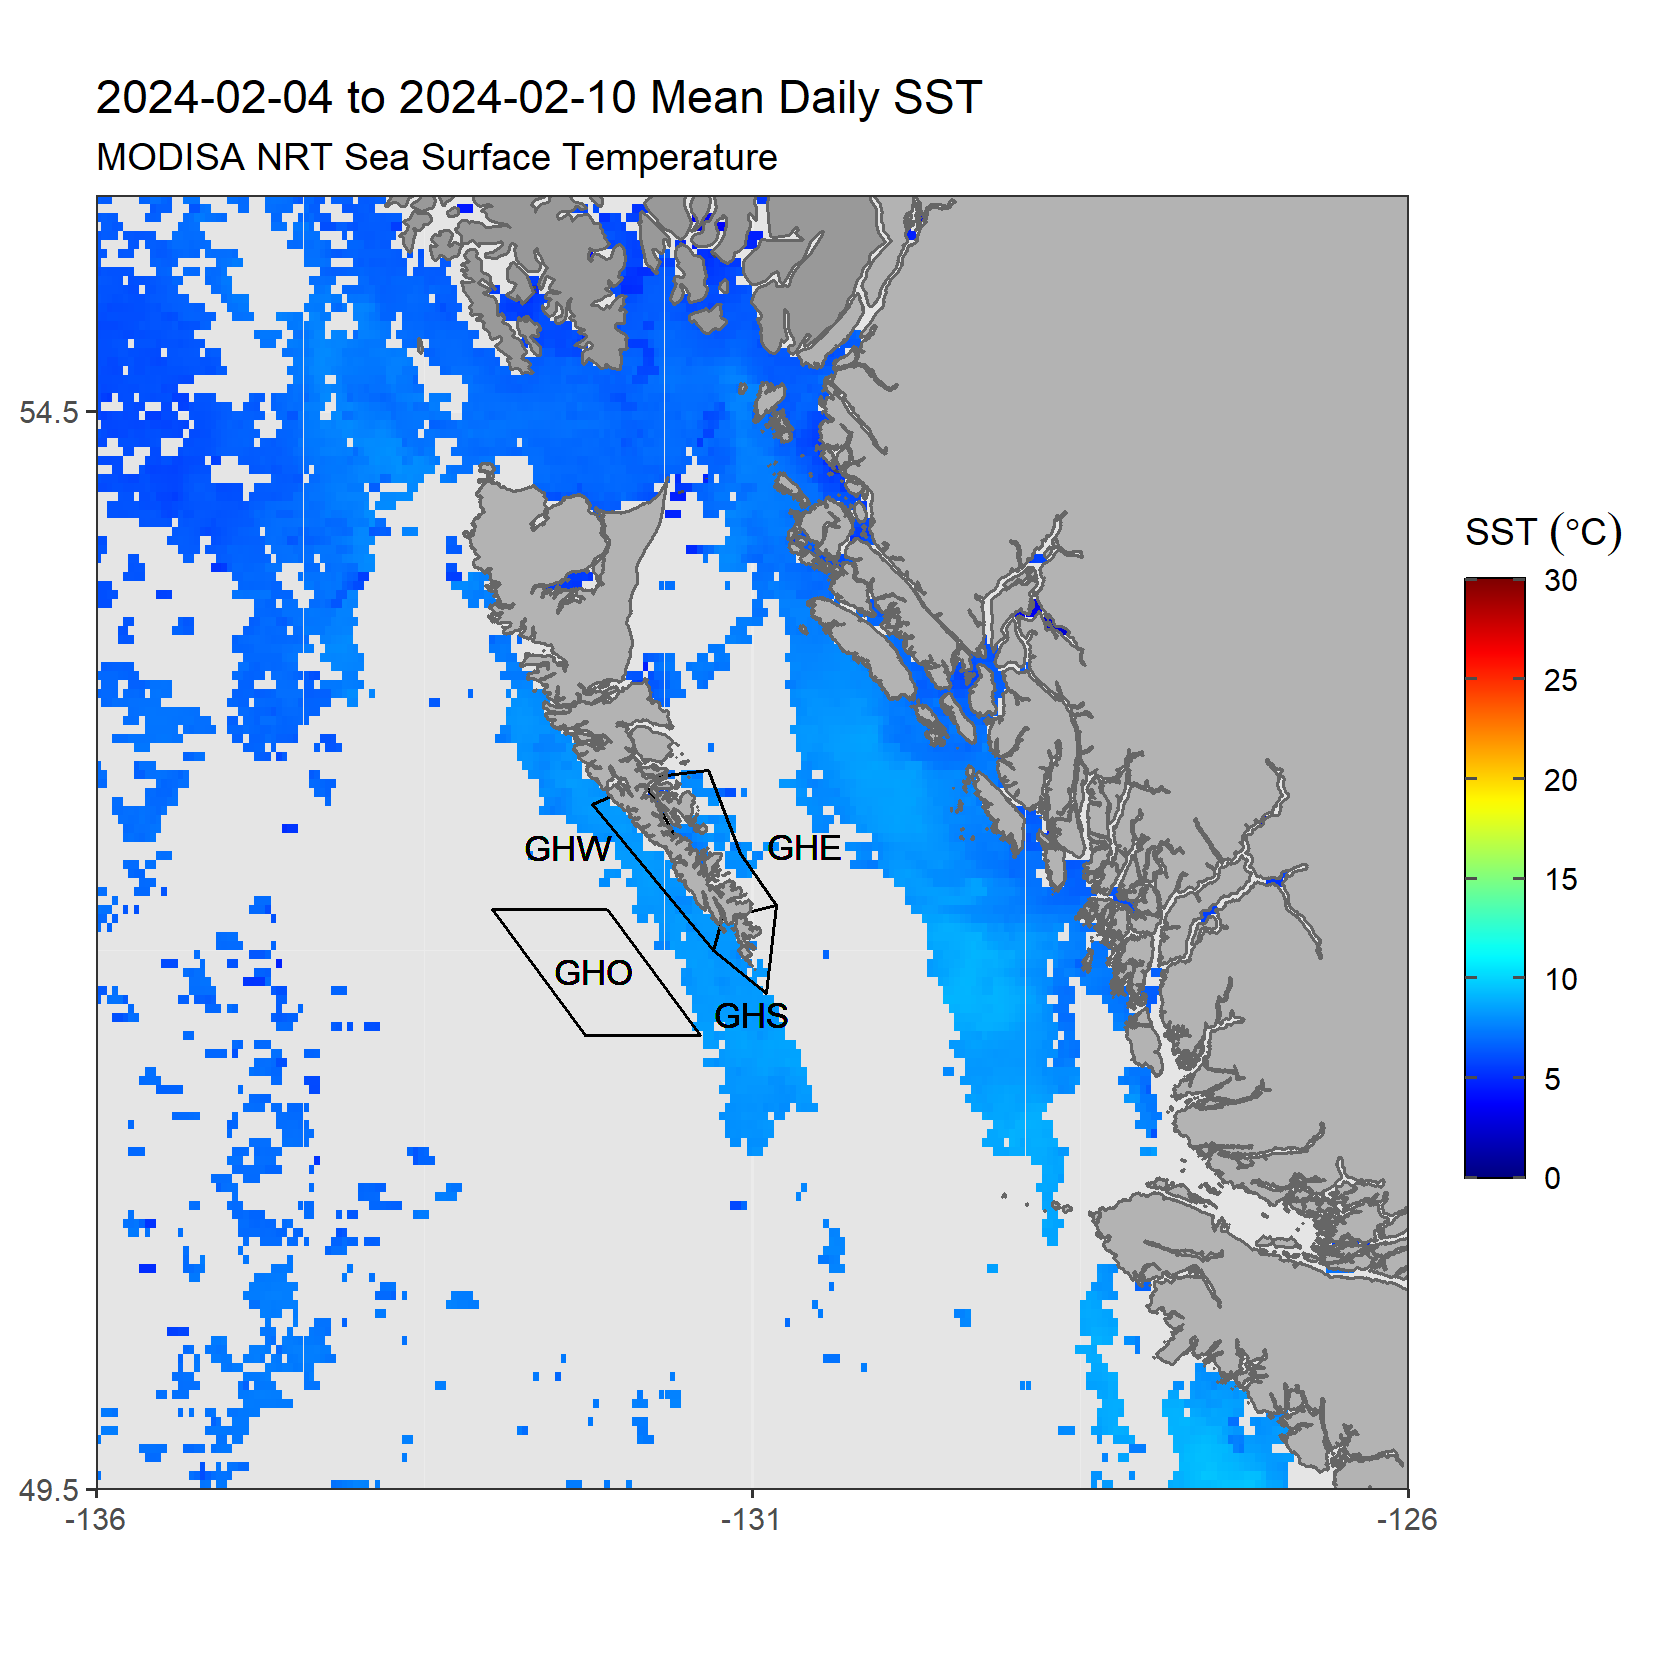 2024-02-04 to 2024-02-10 Mean Daily SST
MODISA NRT Sea Surface Temperature
54.5
49.5
-136
-131
-126
GHW
GHE
GHO
GHS
SST (°C)
30
25
20
15
10
5
0